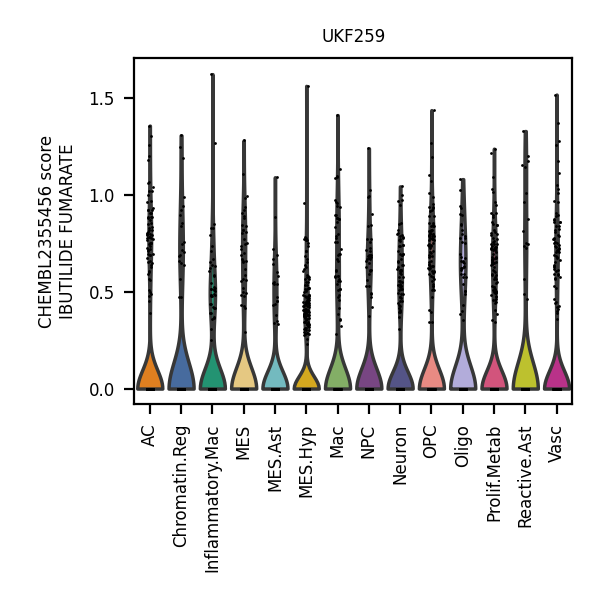 UKF259
CHEMBL2355456 score
IBUTILIDE FUMARATE
1.5
1.0
0.5
0.0
AC
Chromatin.Reg
Inflammatory.Mac
MES
MES.Ast
MES.Hyp
Mac
NPC
Neuron
OPC
Oligo
Prolif.Metab
Reactive.Ast
Vasc